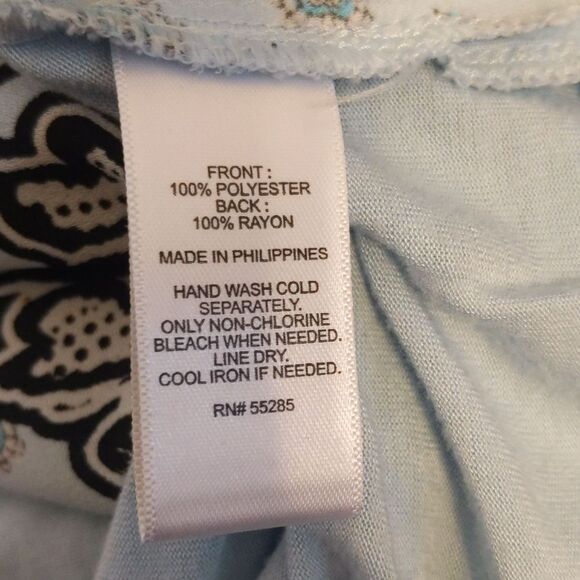 FRONT :
100% POLYESTER
BACK :
100% RAYON
MADE IN PHILIPPINES
HAND WASH COLD
SEPARATELY.
ONLY NON-CHLORINE
BLEACH WHEN NEEDED.
LINE DRY.
COOL IRON IF NEEDED.
RN# 55285